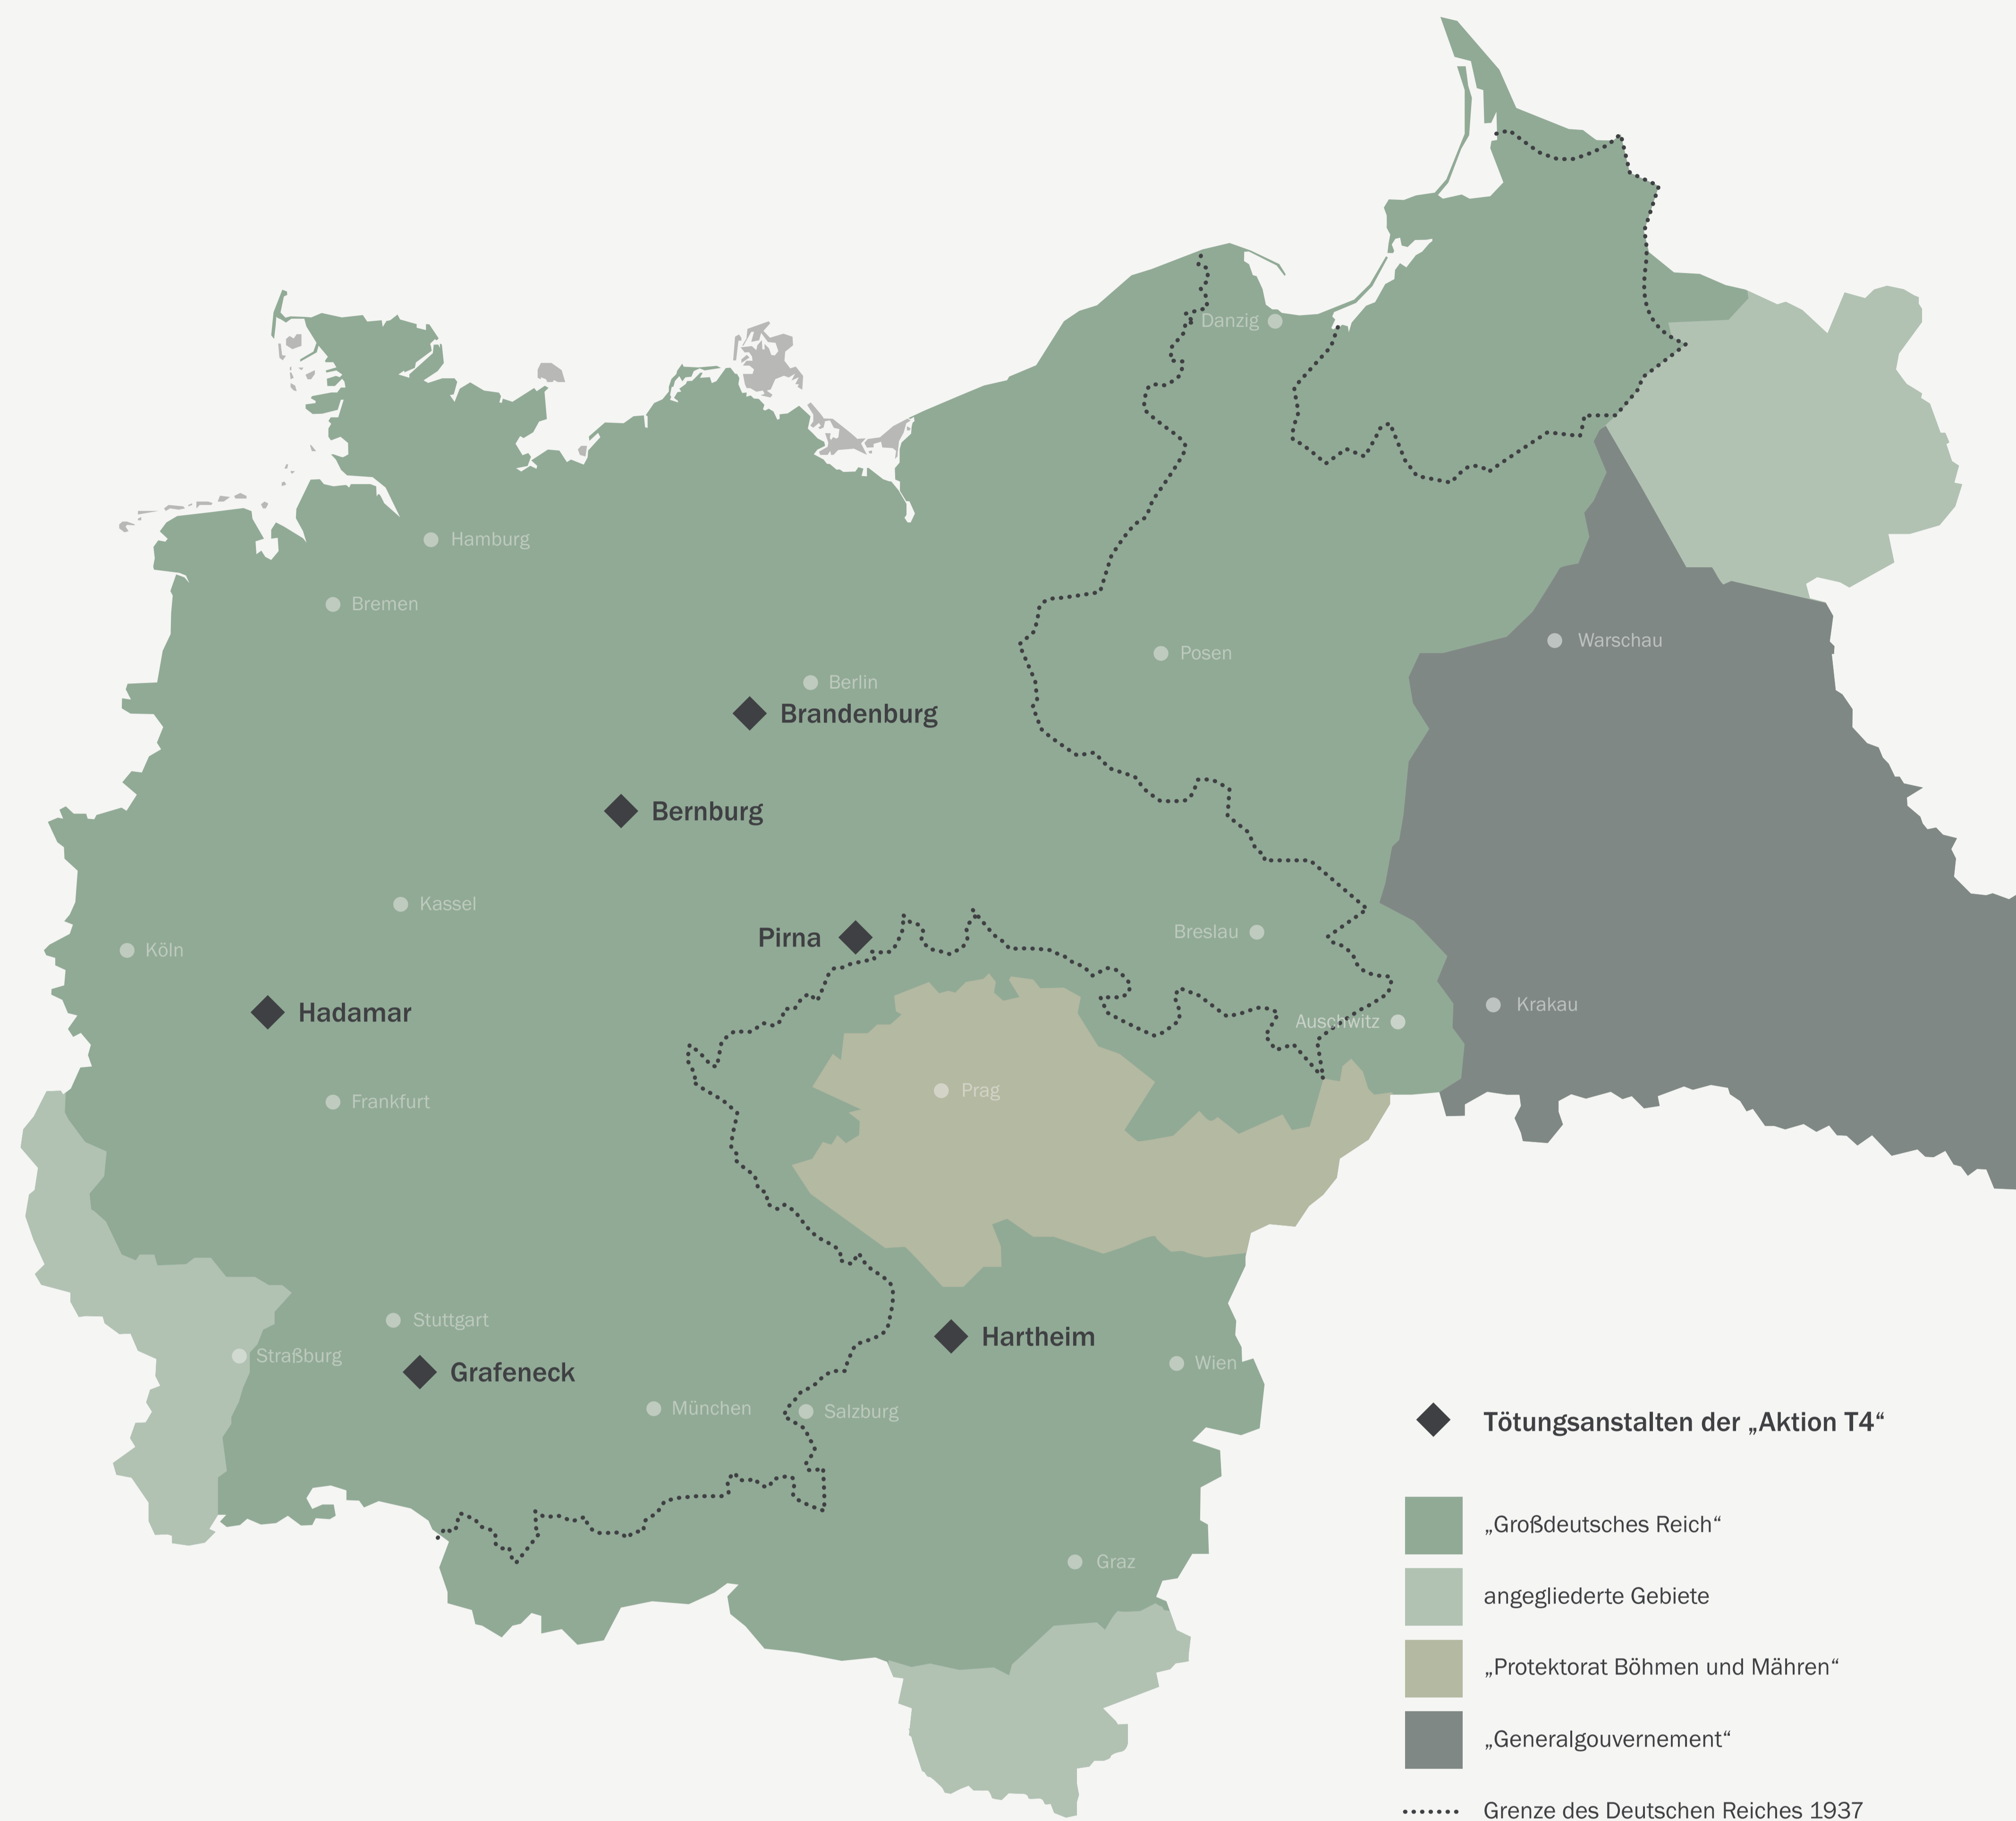 Danzig
Hamburg
Bremen
Warschau
Posen
Berlin
Brandenburg
Bernburg
Kassel
Breslau
Pirna
Köln
Krakau
Hadamar
Auschwitz
Prag
Frankfurt
Stuttgart
Hartheim
Straßburg
Wien
Grafeneck
München
Salzburg
Graz
Tötungsanstalten der „Aktion T4“
„Großdeutsches Reich“
angegliederte Gebiete
„Protektorat Böhmen und Mähren“
„Generalgouvernement“
Grenze des Deutschen Reiches 1937